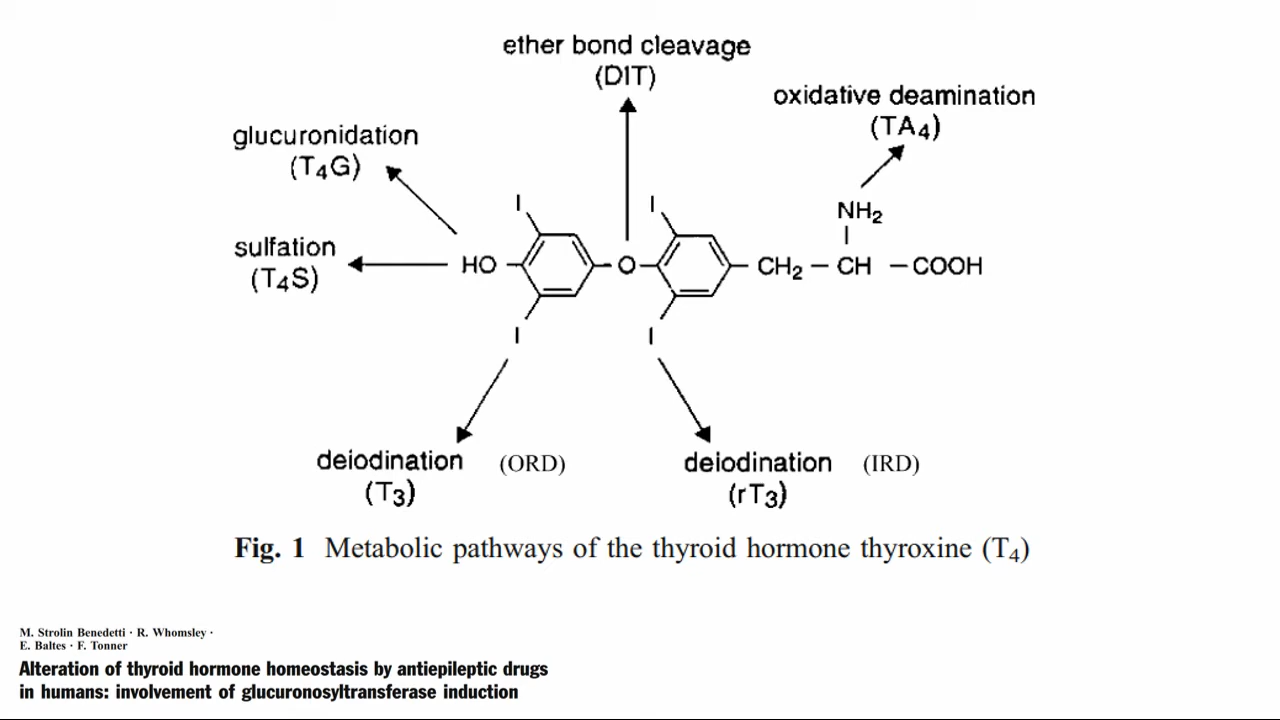 ether bond cleavage
(DIT)
oxidative deamination
(TA4)
glucuronidation
(T4G)
I
I
NH2
sulfation
(T4S)
HO
O
CH2 – CH – COOH
I
I
deiodination (ORD)
(T3)
deiodination (IRD)
(rT3)
Fig. 1 Metabolic pathways of the thyroid hormone thyroxine (T4)
M. Strolin Benedetti · R. Whomsley ·
E. Baltes · F. Tonner
Alteration of thyroid hormone homeostasis by antiepileptic drugs
in humans: involvement of glucuronosyltransferase induction